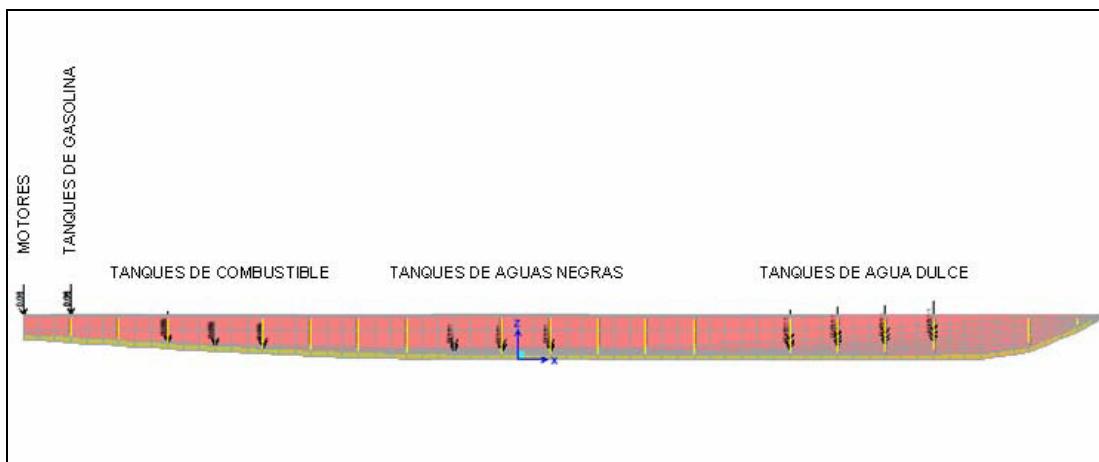 MOTORES
TANQUES DE GASOLINA
TANQUES DE COMBUSTIBLE
TANQUES DE AGUAS NEGRAS
TANQUES DE AGUA DULCE
Z
X